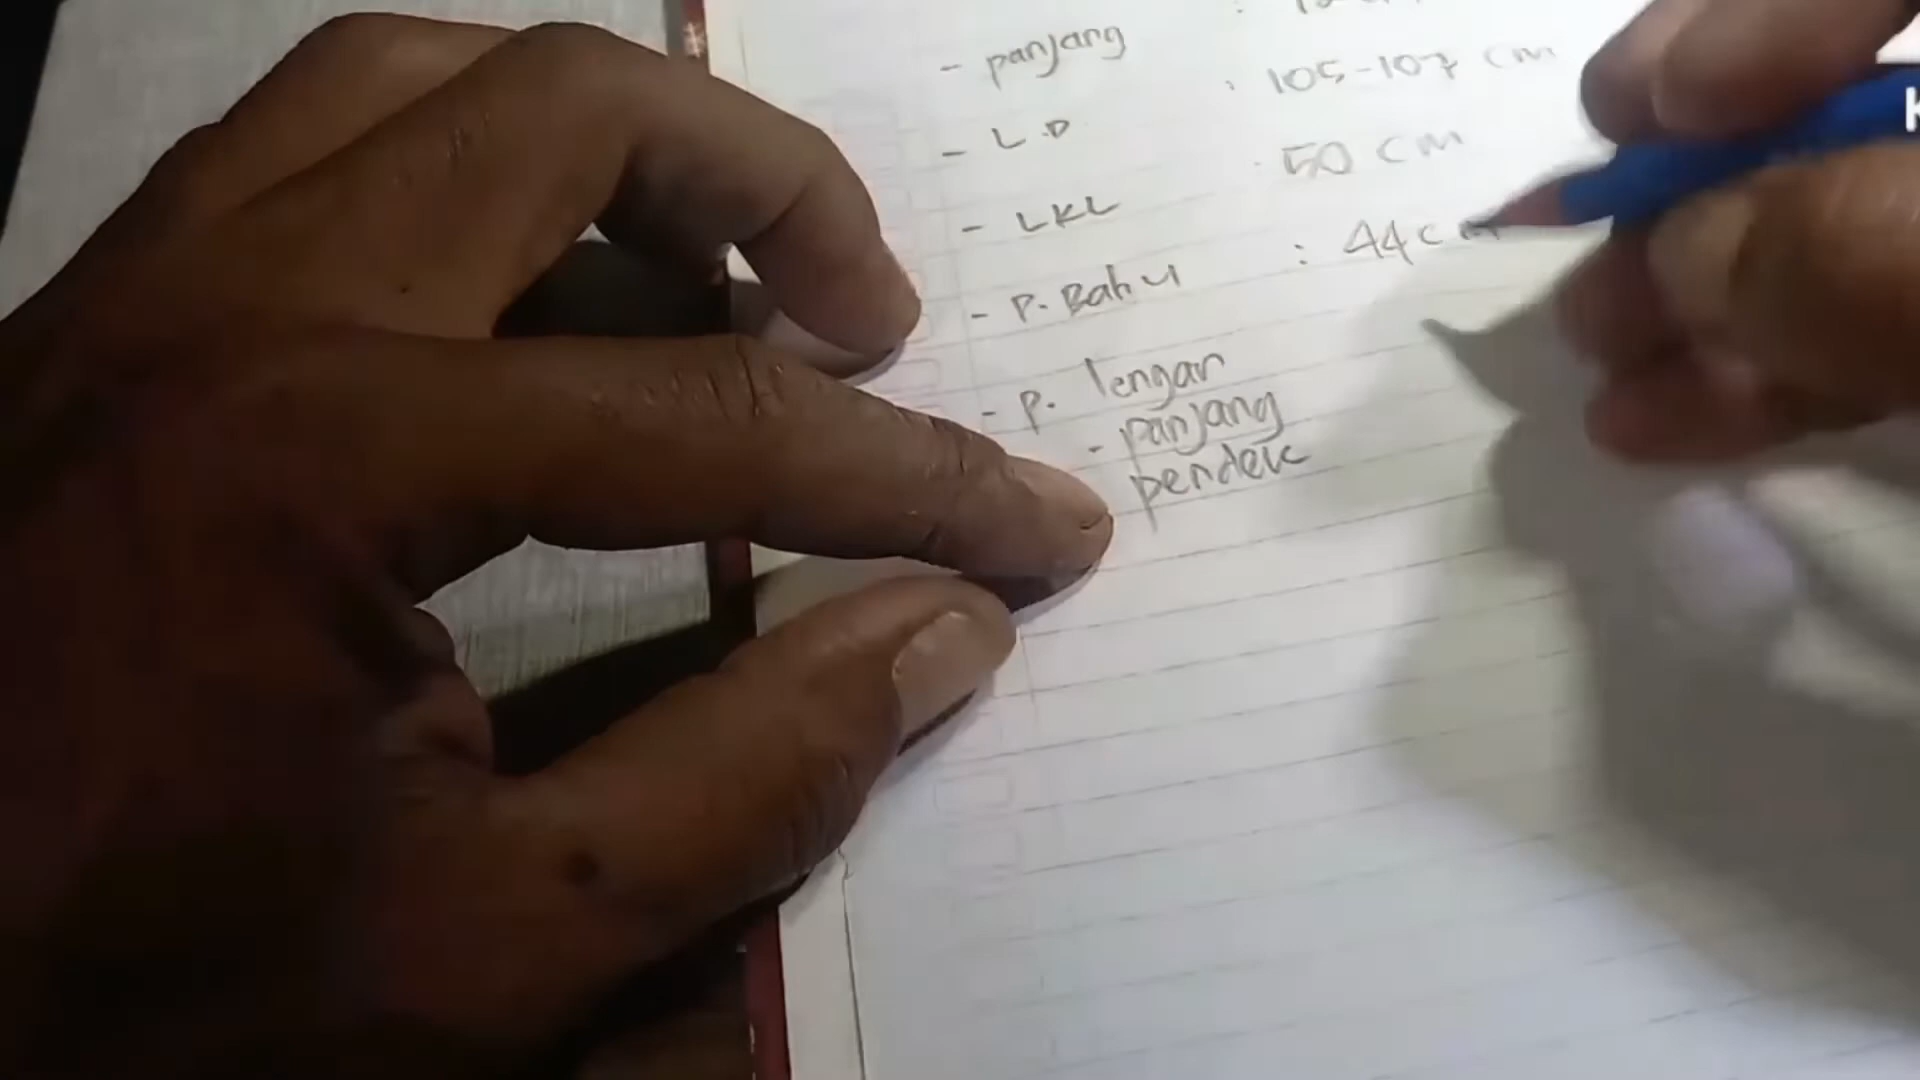 - panjang
- L.D : 105-107 cm
- LKL : 50 cm
- P. Bahu : 44 cm
- P. lengan
- panjang
pendek
K